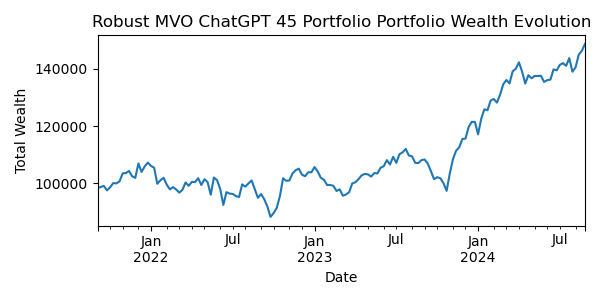 Robust MVO ChatGPT 45 Portfolio Portfolio Wealth Evolution
Total Wealth
140000
120000
100000
Jan
2022
Jul
Jan
2023
Jul
Jan
2024
Jul
Date